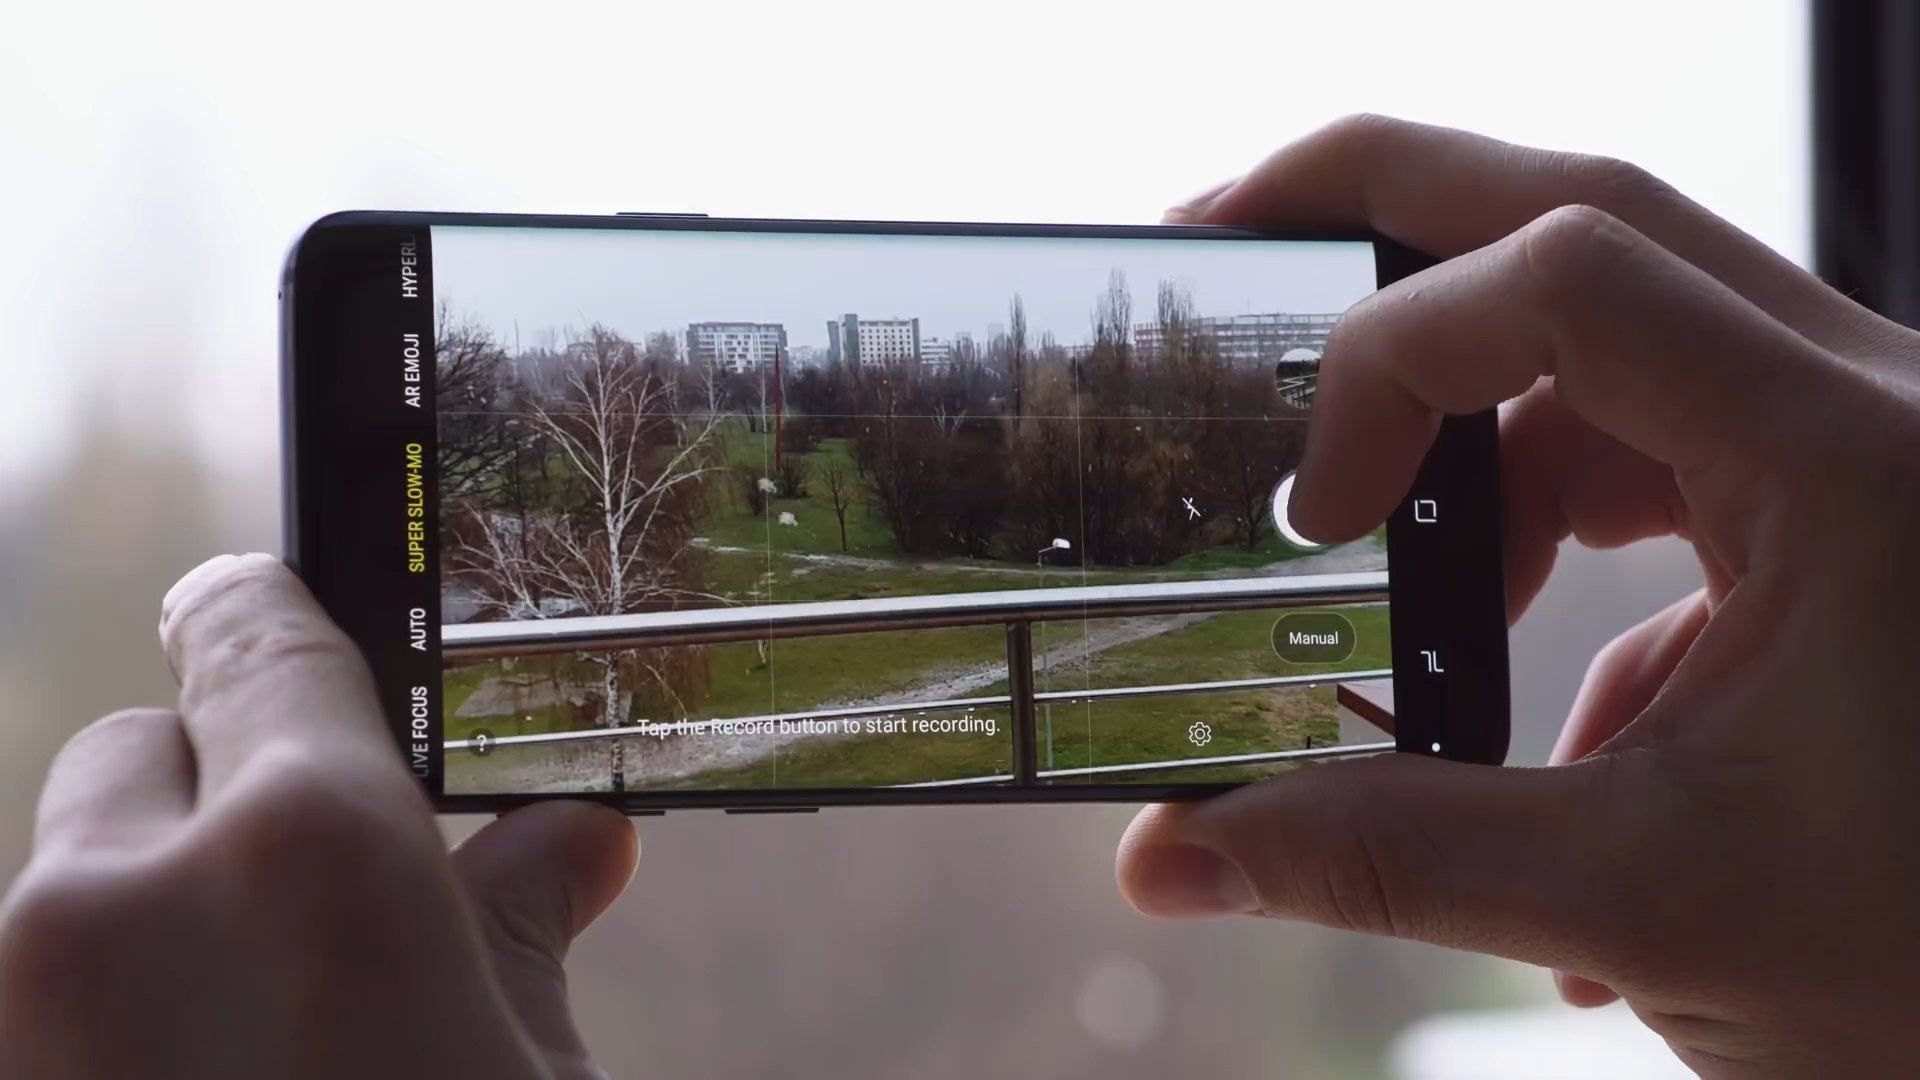 HYPERL
AR EMOJI
SUPER SLOW-MO
AUTO
LIVE FOCUS
Manual
Tap the Record button to start recording.
?